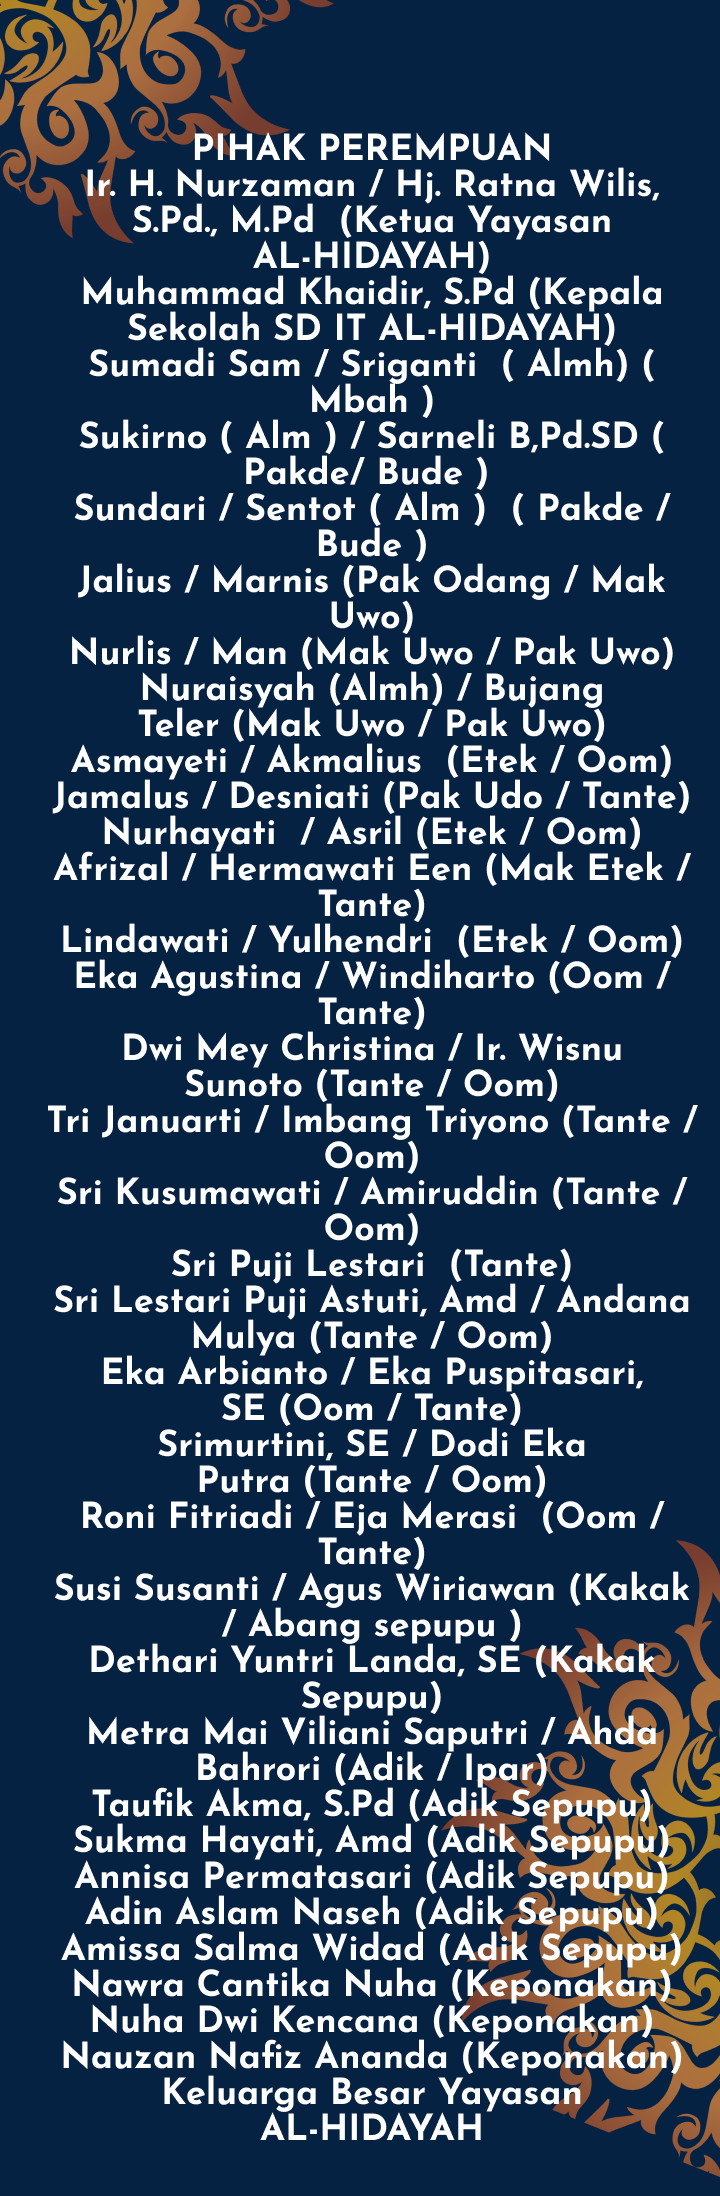 PIHAK PEREMPUAN
Ir. H. Nurzaman / Hj. Ratna Wilis,
S.Pd., M.Pd  (Ketua Yayasan
AL-HIDAYAH)
Muhammad Khaidir, S.Pd (Kepala
Sekolah SD IT AL-HIDAYAH)
Sumadi Sam / Sriganti  ( Almh) (
Mbah )
Sukirno ( Alm ) / Sarneli B,Pd.SD (
Pakde/ Bude )
Sundari / Sentot ( Alm )  ( Pakde /
Bude )
Jalius / Marnis (Pak Odang / Mak
Uwo)
Nurlis / Man (Mak Uwo / Pak Uwo)
Nuraisyah (Almh) / Bujang
Teler (Mak Uwo / Pak Uwo)
Asmayeti / Akmalius  (Etek / Oom)
Jamalus / Desniati (Pak Udo / Tante)
Nurhayati  / Asril (Etek / Oom)
Afrizal / Hermawati Een (Mak Etek /
Tante)
Lindawati / Yulhendri  (Etek / Oom)
Eka Agustina / Windiharto (Oom /
Tante)
Dwi Mey Christina / Ir. Wisnu
Sunoto (Tante / Oom)
Tri Januarti / Imbang Triyono (Tante /
Oom)
Sri Kusumawati / Amiruddin (Tante /
Oom)
Sri Puji Lestari  (Tante)
Sri Lestari Puji Astuti, Amd / Andana
Mulya (Tante / Oom)
Eka Arbianto / Eka Puspitasari,
SE (Oom / Tante)
Srimurtini, SE / Dodi Eka
Putra (Tante / Oom)
Roni Fitriadi / Eja Merasi  (Oom /
Tante)
Susi Susanti / Agus Wiriawan (Kakak
/ Abang sepupu )
Dethari Yuntri Landa, SE (Kakak
Sepupu)
Metra Mai Viliani Saputri / Ahda
Bahrori (Adik / Ipar)
Taufik Akma, S.Pd (Adik Sepupu)
Sukma Hayati, Amd (Adik Sepupu)
Annisa Permatasari (Adik Sepupu)
Adin Aslam Naseh (Adik Sepupu)
Amissa Salma Widad (Adik Sepupu)
Nawra Cantika Nuha (Keponakan)
Nuha Dwi Kencana (Keponakan)
Nauzan Nafiz Ananda (Keponakan)
Keluarga Besar Yayasan
AL-HIDAYAH